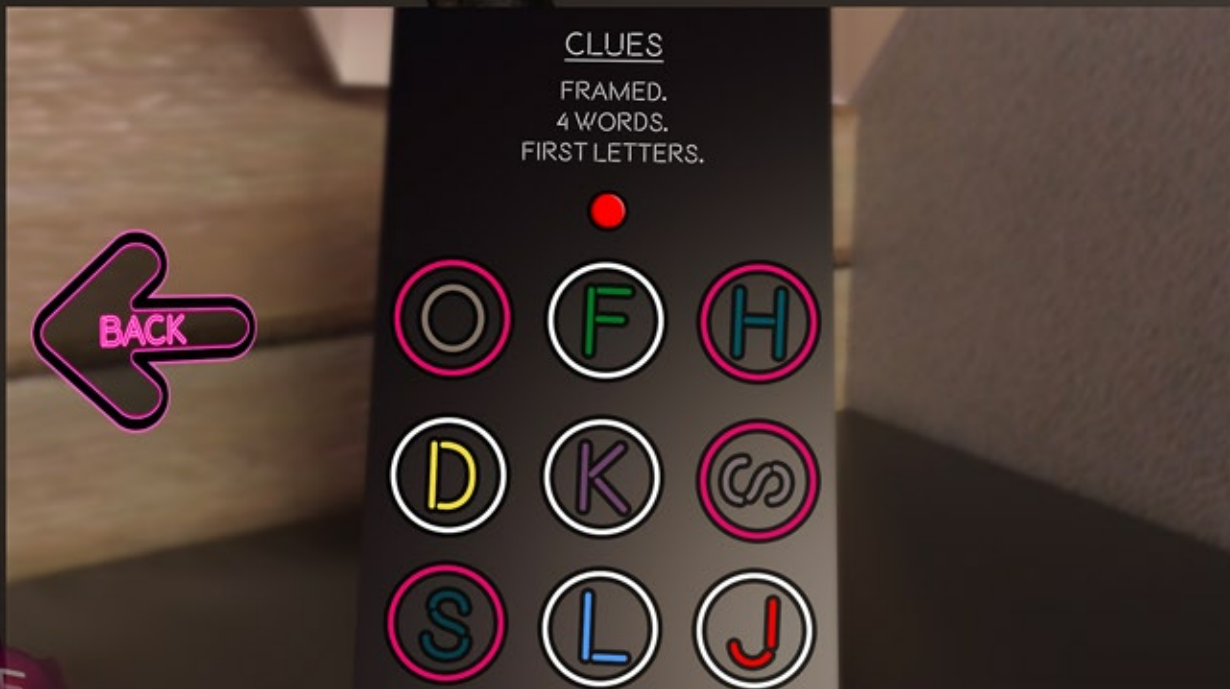 CLUES
FRAMED.
4 WORDS.
FIRST LETTERS.
BACK
O F H
D K S
S L J